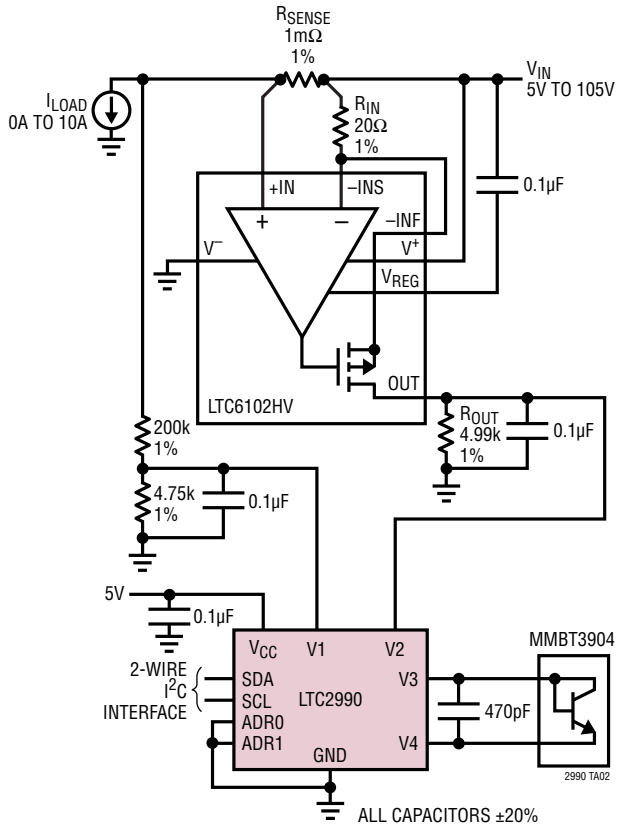 RSENSE
1mΩ
1%
VIN
5V TO 105V
ILOAD
0A TO 10A
RIN
20Ω
1%
0.1µF
+IN
–INS
–INF
+
–
V–
V+
VREG
OUT
LTC6102HV
200k
1%
ROUT
4.99k
1%
0.1µF
4.75k
1%
0.1µF
5V
0.1µF
VCC
V1
V2
MMBT3904
2-WIRE
I2C
INTERFACE
SDA
SCL
ADR0
ADR1
LTC2990
GND
V3
V4
470pF
2990 TA02
ALL CAPACITORS ±20%